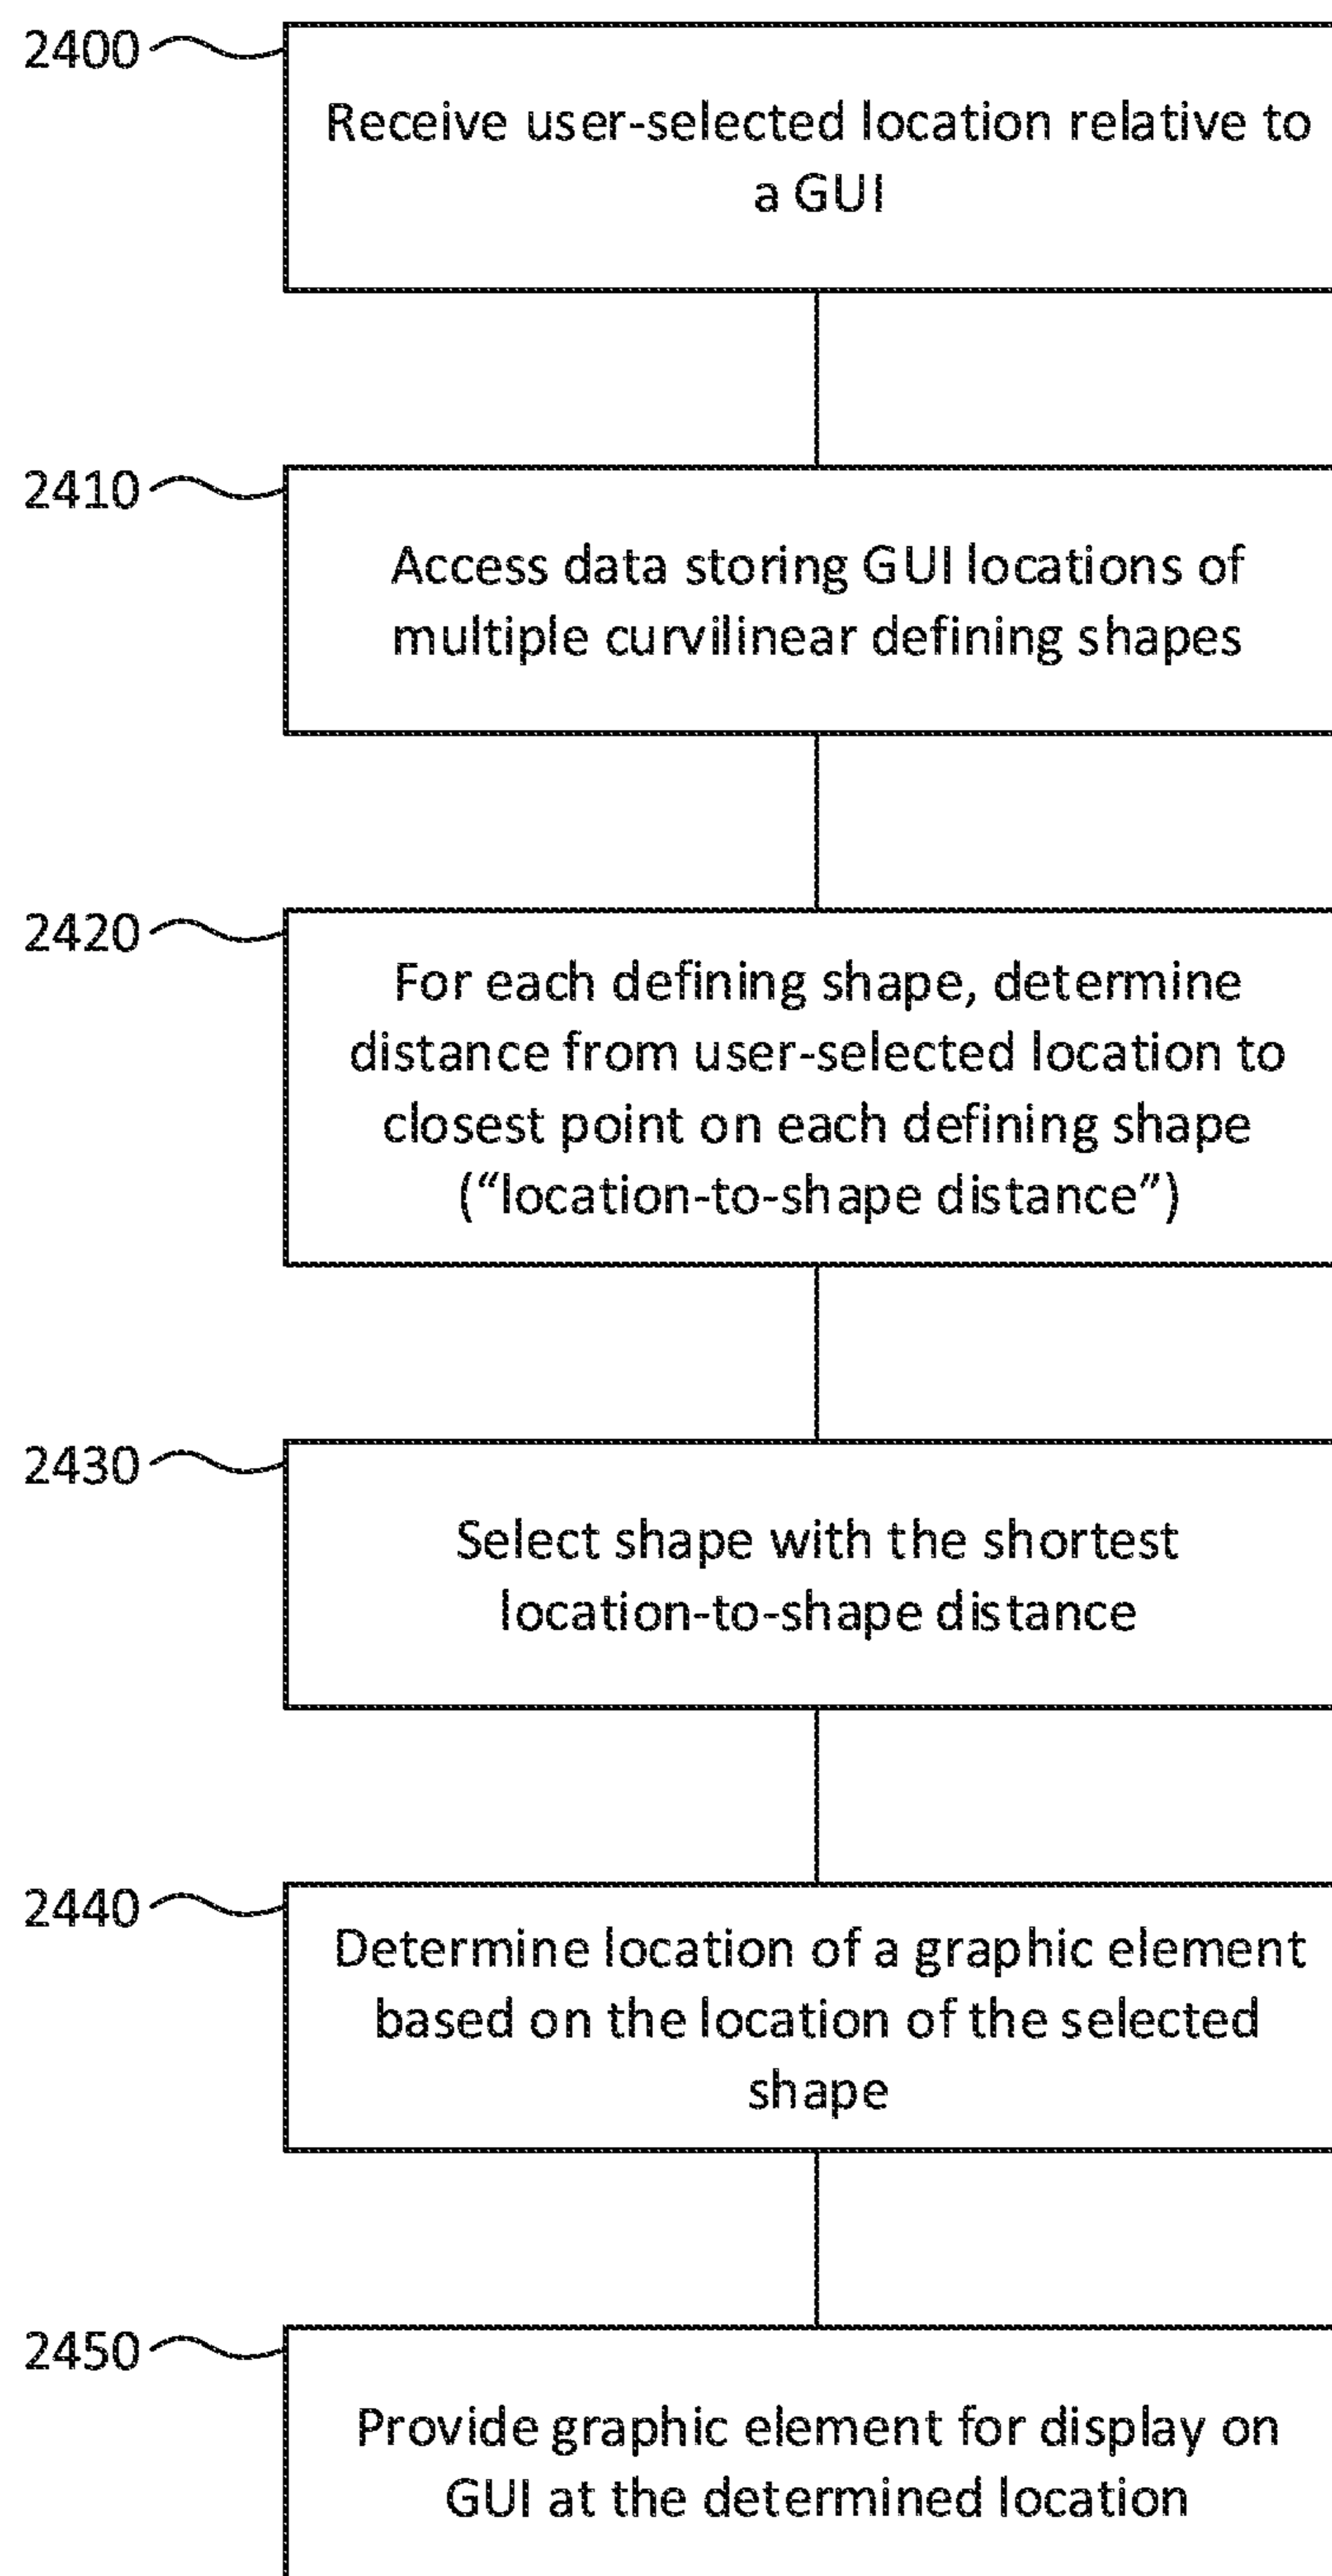 2400
Receive user-selected location relative to
a GUI
2410
Access data storing GUI locations of
multiple curvilinear defining shapes
2420
For each defining shape, determine
distance from user-selected location to
closest point on each defining shape
(“location-to-shape distance”)
2430
Select shape with the shortest
location-to-shape distance
2440
Determine location of a graphic element
based on the location of the selected
shape
2450
Provide graphic element for display on
GUI at the determined location